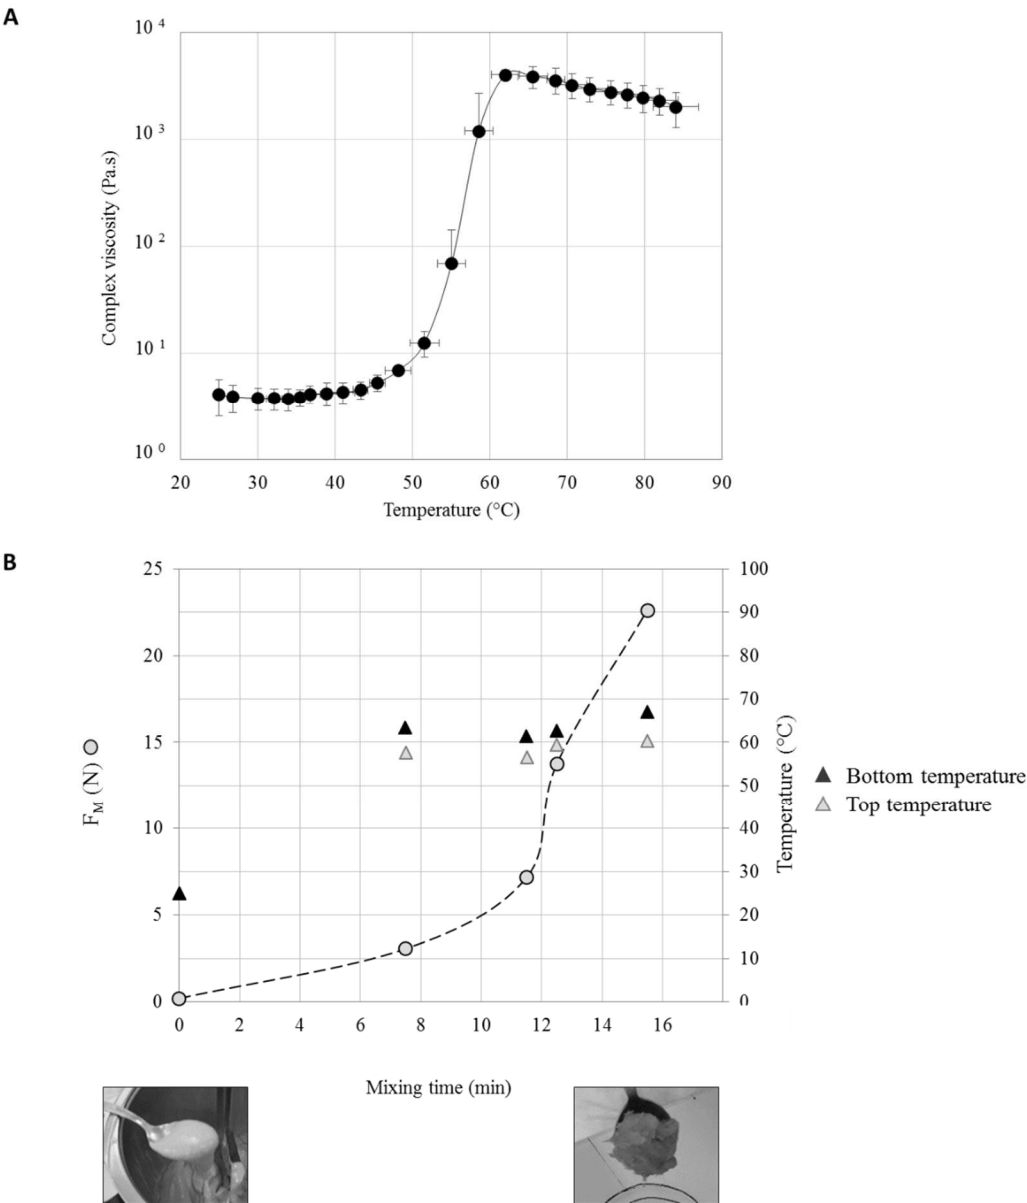 A
10 4
10 3
10 2
10 1
10 0
Complex viscosity (Pa.s)
20 30 40 50 60 70 80 90
Temperature (°C)
B
25
20
15
10
5
0
F M (N)
100
90
80
70
60
50
40
30
20
10
0
Temperature (°C)
Bottom temperature
Top temperature
0 2 4 6 8 10 12 14 16
Mixing time (min)